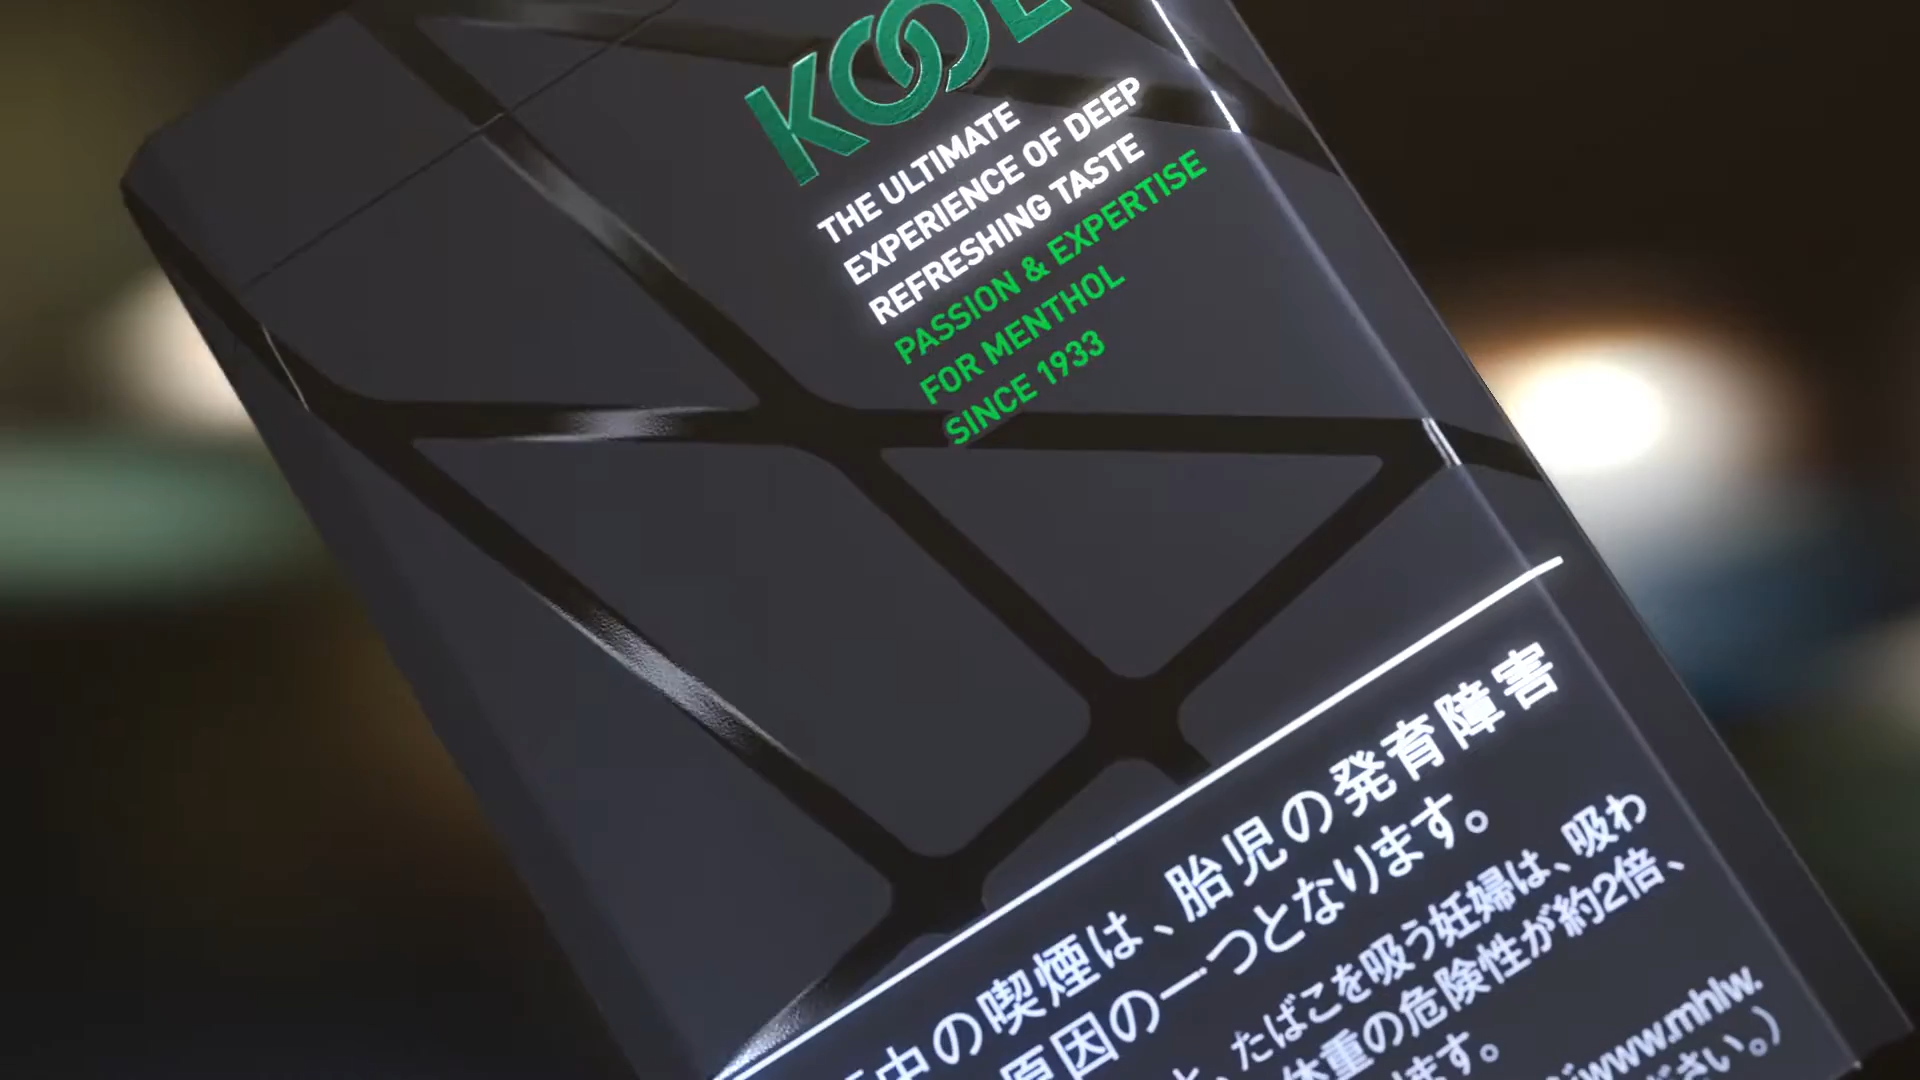 KOOL
THE ULTIMATE
EXPERIENCE OF DEEP
REFRESHING TASTE
PASSION & EXPERTISE
FOR MENTHOL
SINCE 1933
中の喫煙は、胎児の発育障害
原因の一つとなります。
たばこを吸う妊婦は、吸わ
体重の危険性が約2倍、
ます。
www.mhlw.
さい。)